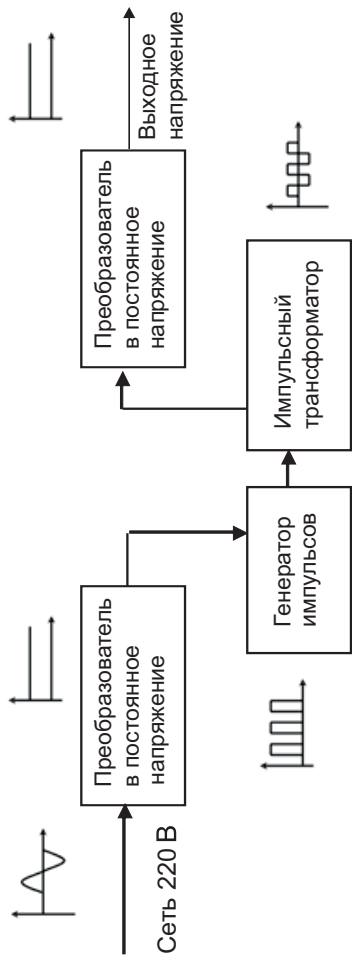 Сеть 220 В
Преобразователь
в постоянное
напряжение
Генератор
импульсов
Импульсный
трансформатор
Преобразователь
в постоянное
напряжение
Выходное
напряжение